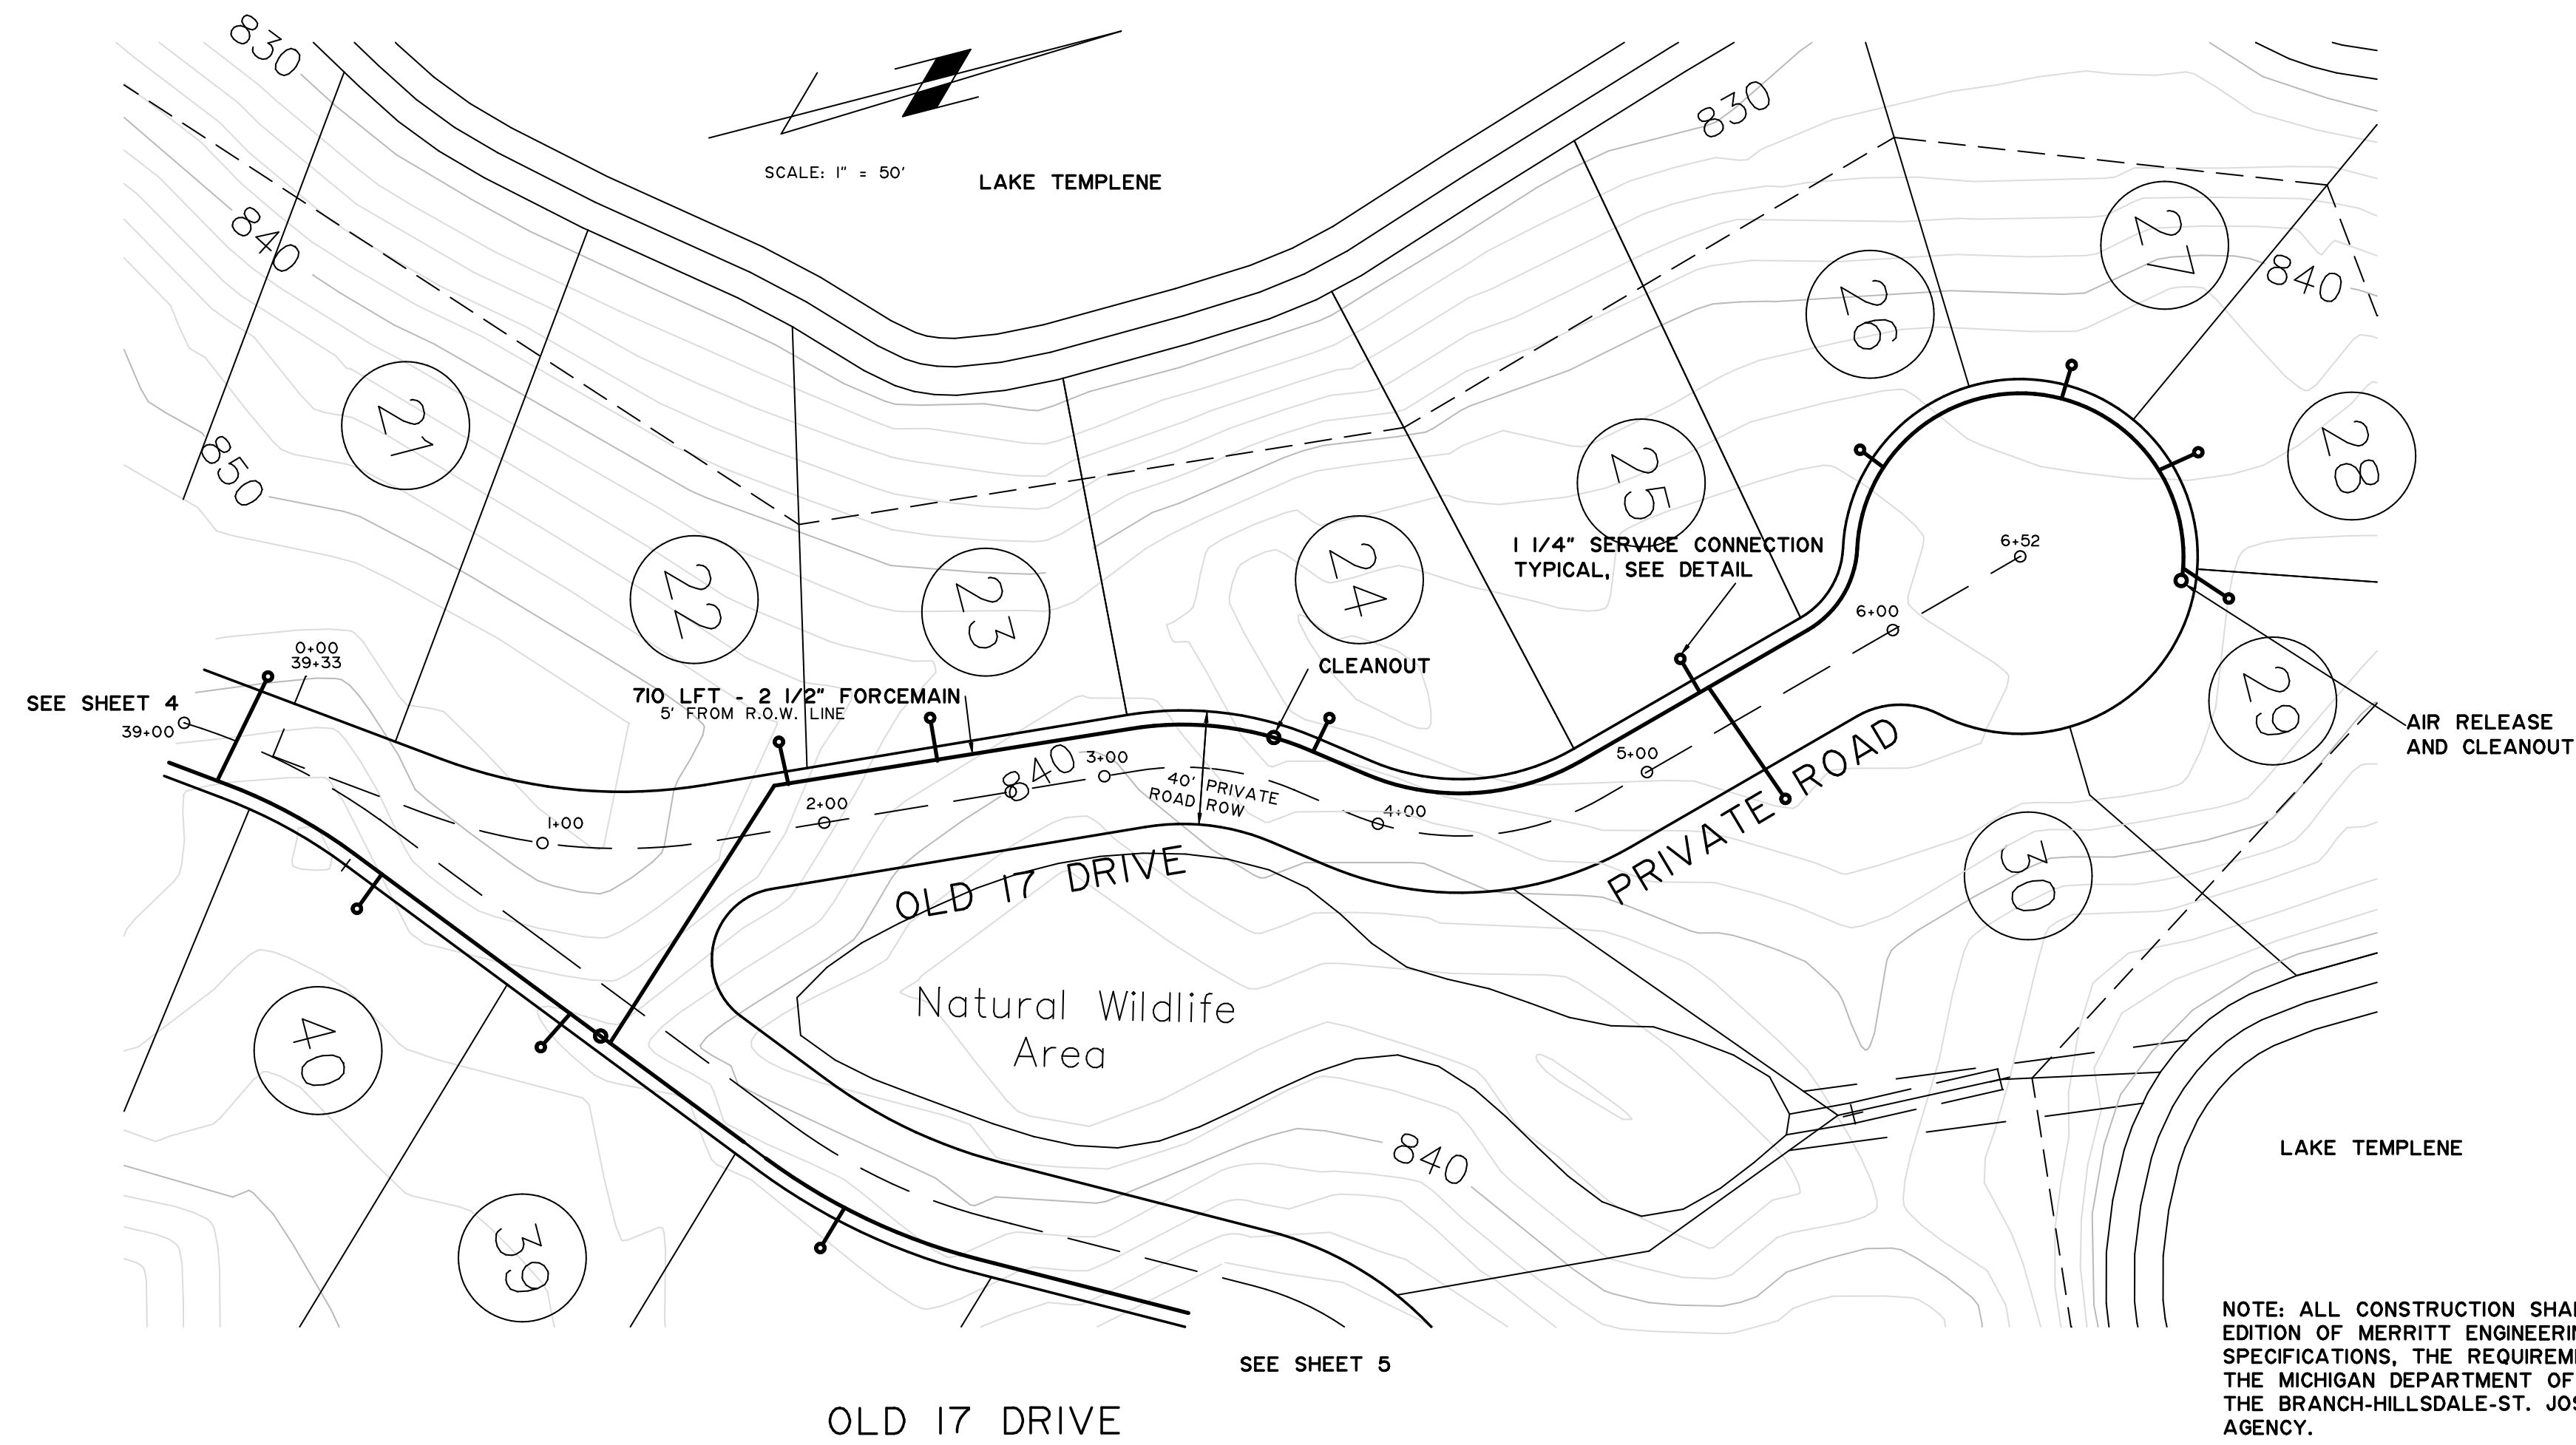 830
SCALE: 1" = 50'
LAKE TEMPLENE
830
27
840
840
26
21
28
850
25
1 1/4" SERVICE CONNECTION
TYPICAL, SEE DETAIL
6+52
24
22
23
6+00
0+00
39+33
CLEANOUT
29
SEE SHEET 4
39+00
710 LFT - 2 1/2" FORCEMAIN
5' FROM R.O.W. LINE
AIR RELEASE
AND CLEANOUT
840
3+00
5+00
40' PRIVATE
ROAD ROW
PRIVATE ROAD
2+00
1+00
4+00
OLD 17 DRIVE
30
Natural Wildlife
Area
40
840
LAKE TEMPLENE
39
NOTE: ALL CONSTRUCTION SHA
EDITION OF MERRITT ENGINEERI
SPECIFICATIONS, THE REQUIREM
THE MICHIGAN DEPARTMENT OF
THE BRANCH-HILLSDALE-ST. JOS
AGENCY.
SEE SHEET 5
OLD 17 DRIVE